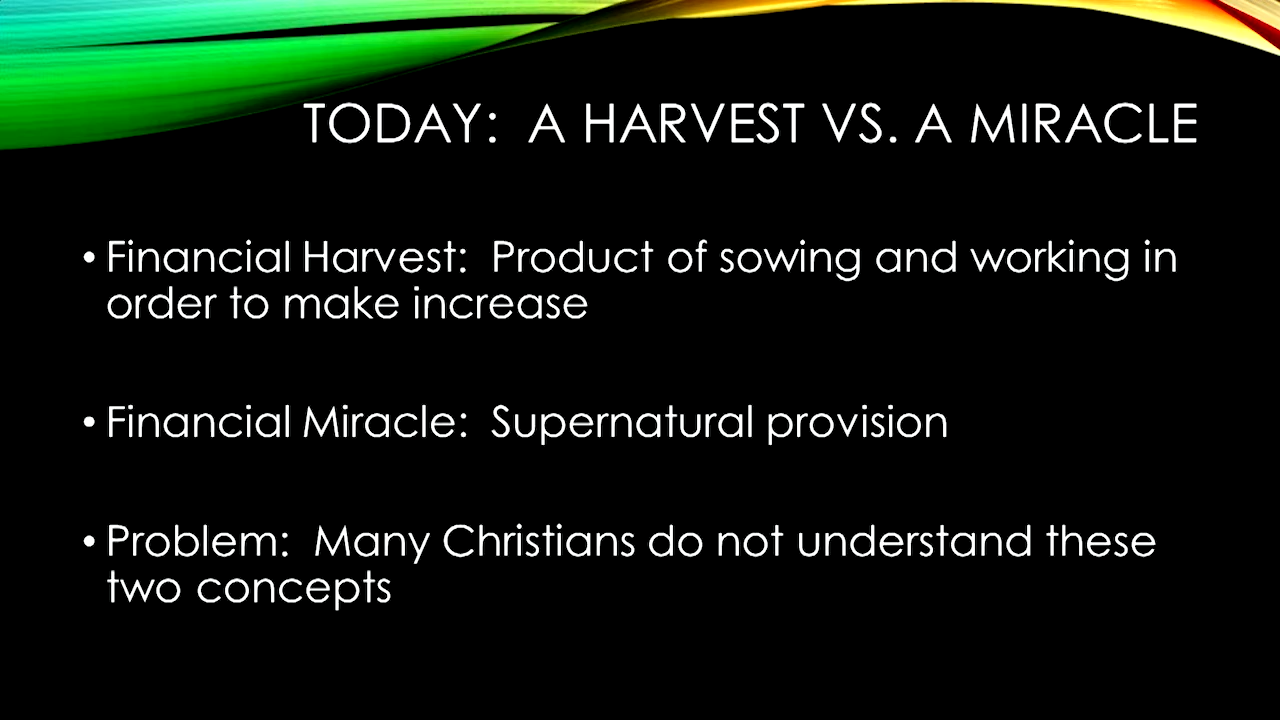 TODAY:  A HARVEST VS. A MIRACLE
• Financial Harvest:  Product of sowing and working in
order to make increase
• Financial Miracle:  Supernatural provision
• Problem:  Many Christians do not understand these
two concepts